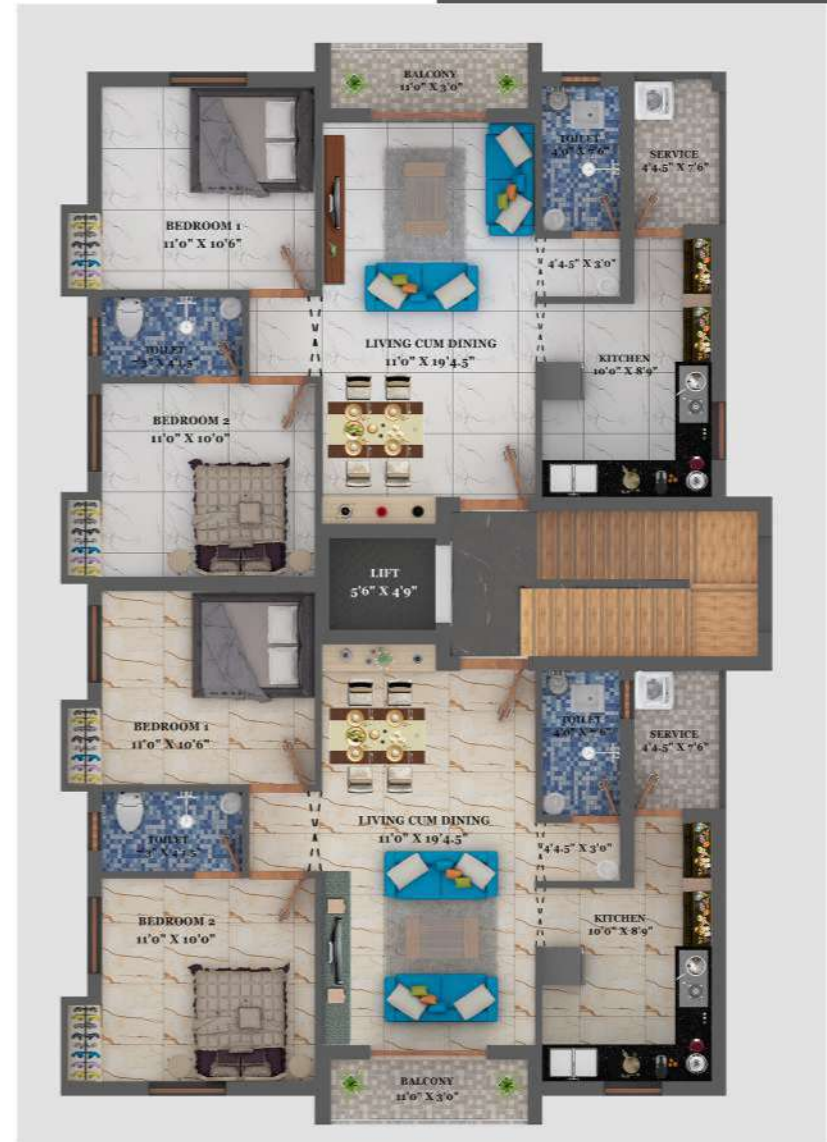 BALCONY
11'0" X 3'0"
TOILET
4'0" X 7'6"
SERVICE
4'4.5" X 7'6"
BEDROOM 1
11'0" X 10'6"
4'4.5" X 3'0"
LIVING CUM DINING
11'0" X 19'4.5"
TOILET
KITCHEN
10'0" X 8'9"
BEDROOM 2
11'0" X 10'0"
LIFT
5'6" X 4'9"
BEDROOM 1
11'0" X 10'6"
TOILET
4'0" X 7'6"
SERVICE
4'4.5" X 7'6"
LIVING CUM DINING
11'0" X 19'4.5"
TOILET
4'4.5" X 3'0"
BEDROOM 2
11'0" X 10'0"
KITCHEN
10'0" X 8'9"
BALCONY
11'0" X 3'0"